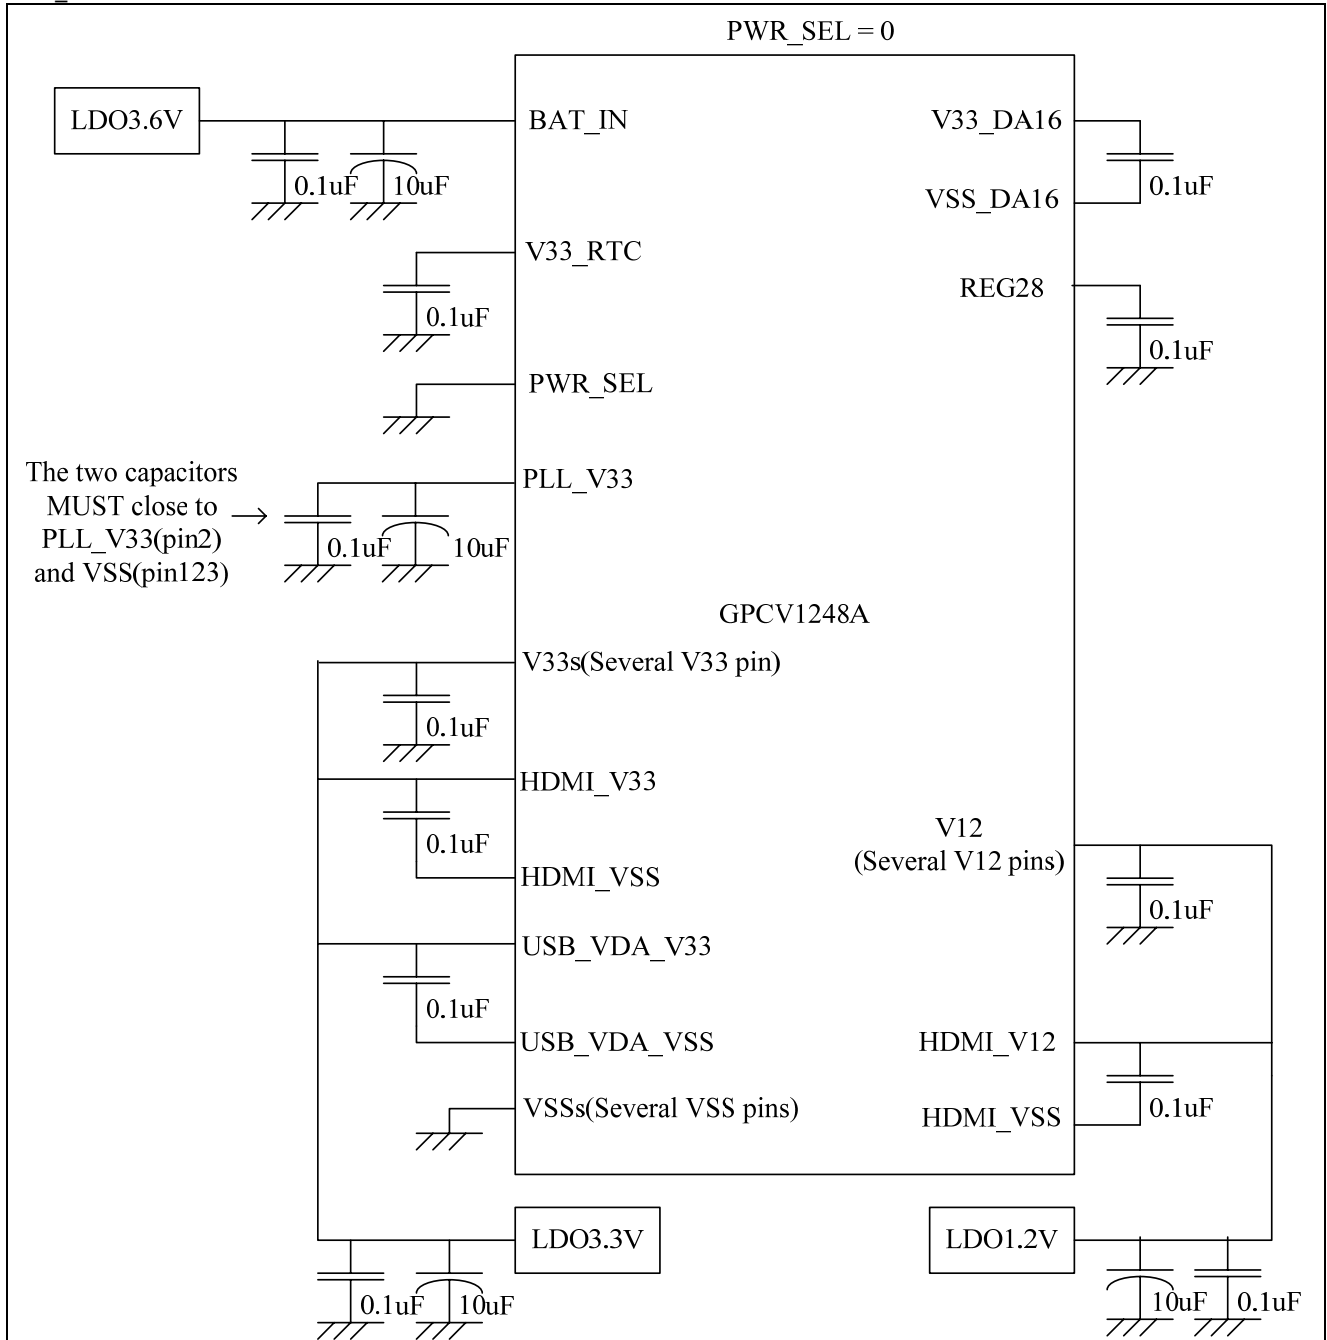 PWR_SEL = 0
LDO3.6V
BAT_IN
V33_DA16
0.1uF
10uF
0.1uF
VSS_DA16
V33_RTC
REG28
0.1uF
0.1uF
PWR_SEL
The two capacitors
MUST close to
PLL_V33(pin2)
and VSS(pin123)
PLL_V33
0.1uF
10uF
GPCV1248A
V33s(Several V33 pin)
0.1uF
HDMI_V33
0.1uF
HDMI_VSS
V12
(Several V12 pins)
0.1uF
USB_VDA_V33
0.1uF
USB_VDA_VSS
HDMI_V12
0.1uF
VSSs(Several VSS pins)
HDMI_VSS
LDO3.3V
LDO1.2V
0.1uF
10uF
10uF
0.1uF